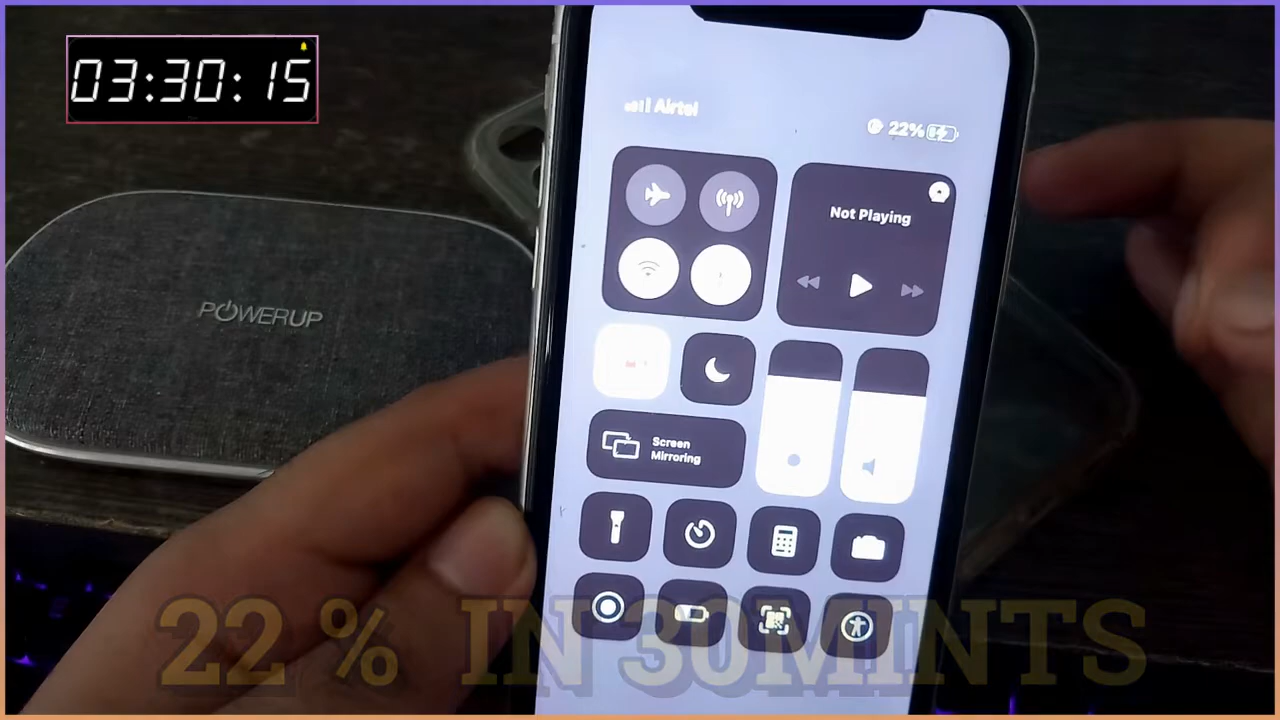 03:30:15
Airtel
22%
Not Playing
POWERUP
Screen
Mirroring
22% IN 30MINTS